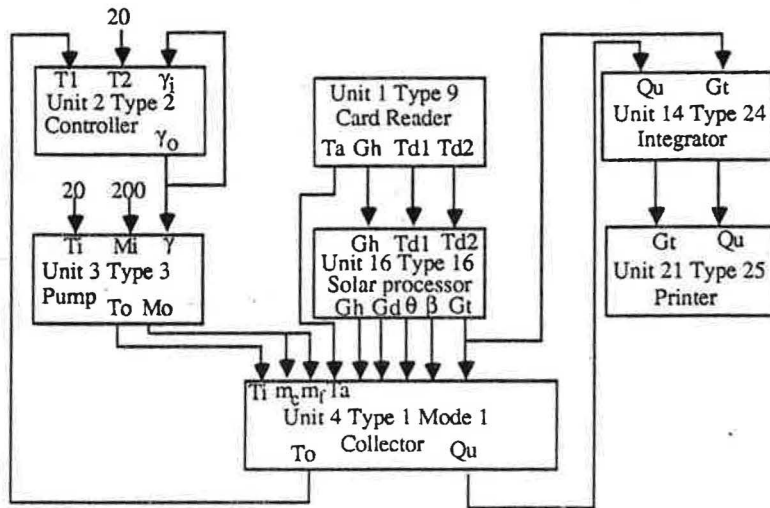 20
T1 T2 γi
Unit 2 Type 2
Controller
γo
20 200
Ti Mi γ
Unit 3 Type 3
Pump
To Mo
Unit 1 Type 9
Card Reader
Ta Gh Td1 Td2
Gh Td1 Td2
Unit 16 Type 16
Solar processor
Gh Gd θ β Gt
Qu Gt
Unit 14 Type 24
Integrator
Gt Qu
Unit 21 Type 25
Printer
Ti mc mf Ta
Unit 4 Type 1 Mode 1
Collector
To Qu